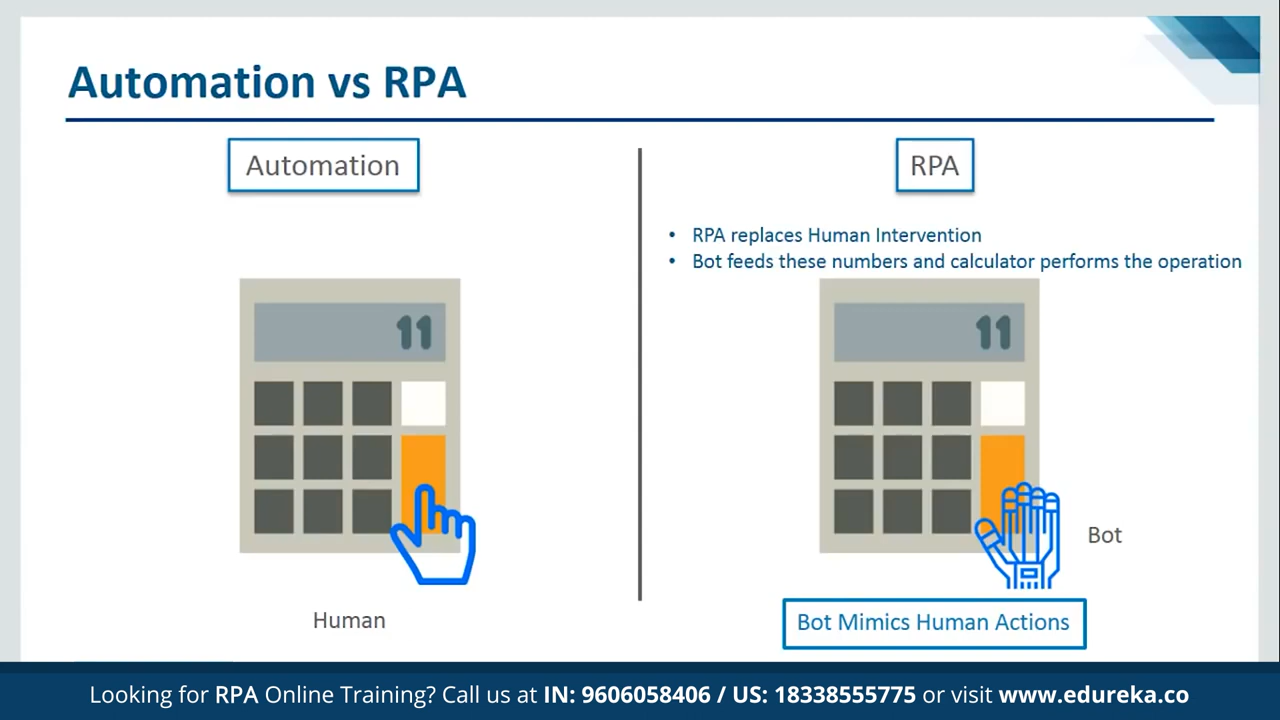 Automation vs RPA
Automation
11
Human
RPA
• RPA replaces Human Intervention
• Bot feeds these numbers and calculator performs the operation
11
Bot
Bot Mimics Human Actions
Looking for RPA Online Training? Call us at IN: 9606058406 / US: 18338555775 or visit www.edureka.co